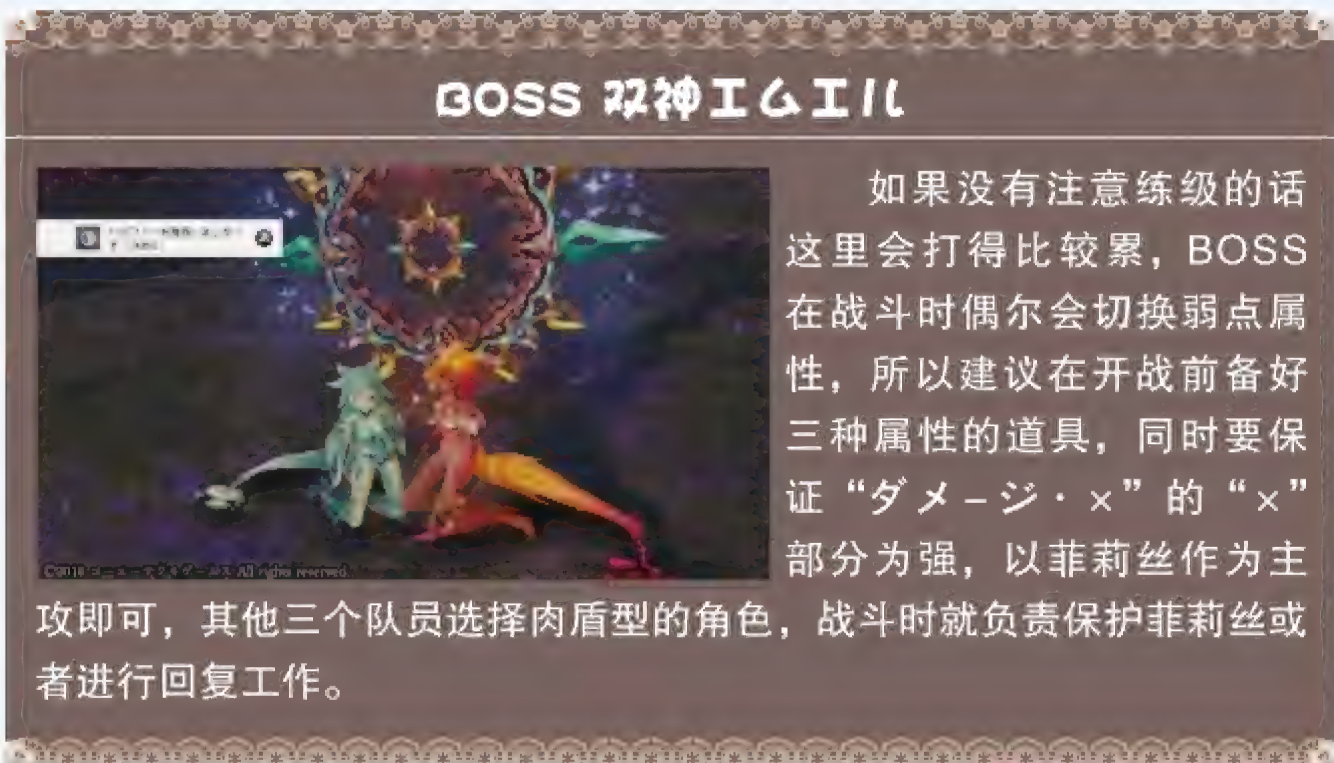 BOSS 双神エムエル
如果没有注意练级的话
这里会打得比较累，BOSS
在战斗时偶尔会切换弱点属
性，所以建议在开战前备好
三种属性的道具，同时要保
证“ダメ－ジ·×”的“×”
部分为强，以菲莉丝作为主
攻即可，其他三个队员选择肉盾型的角色，战斗时就负责保护菲莉丝或
者进行回复工作。
All rights reserved.